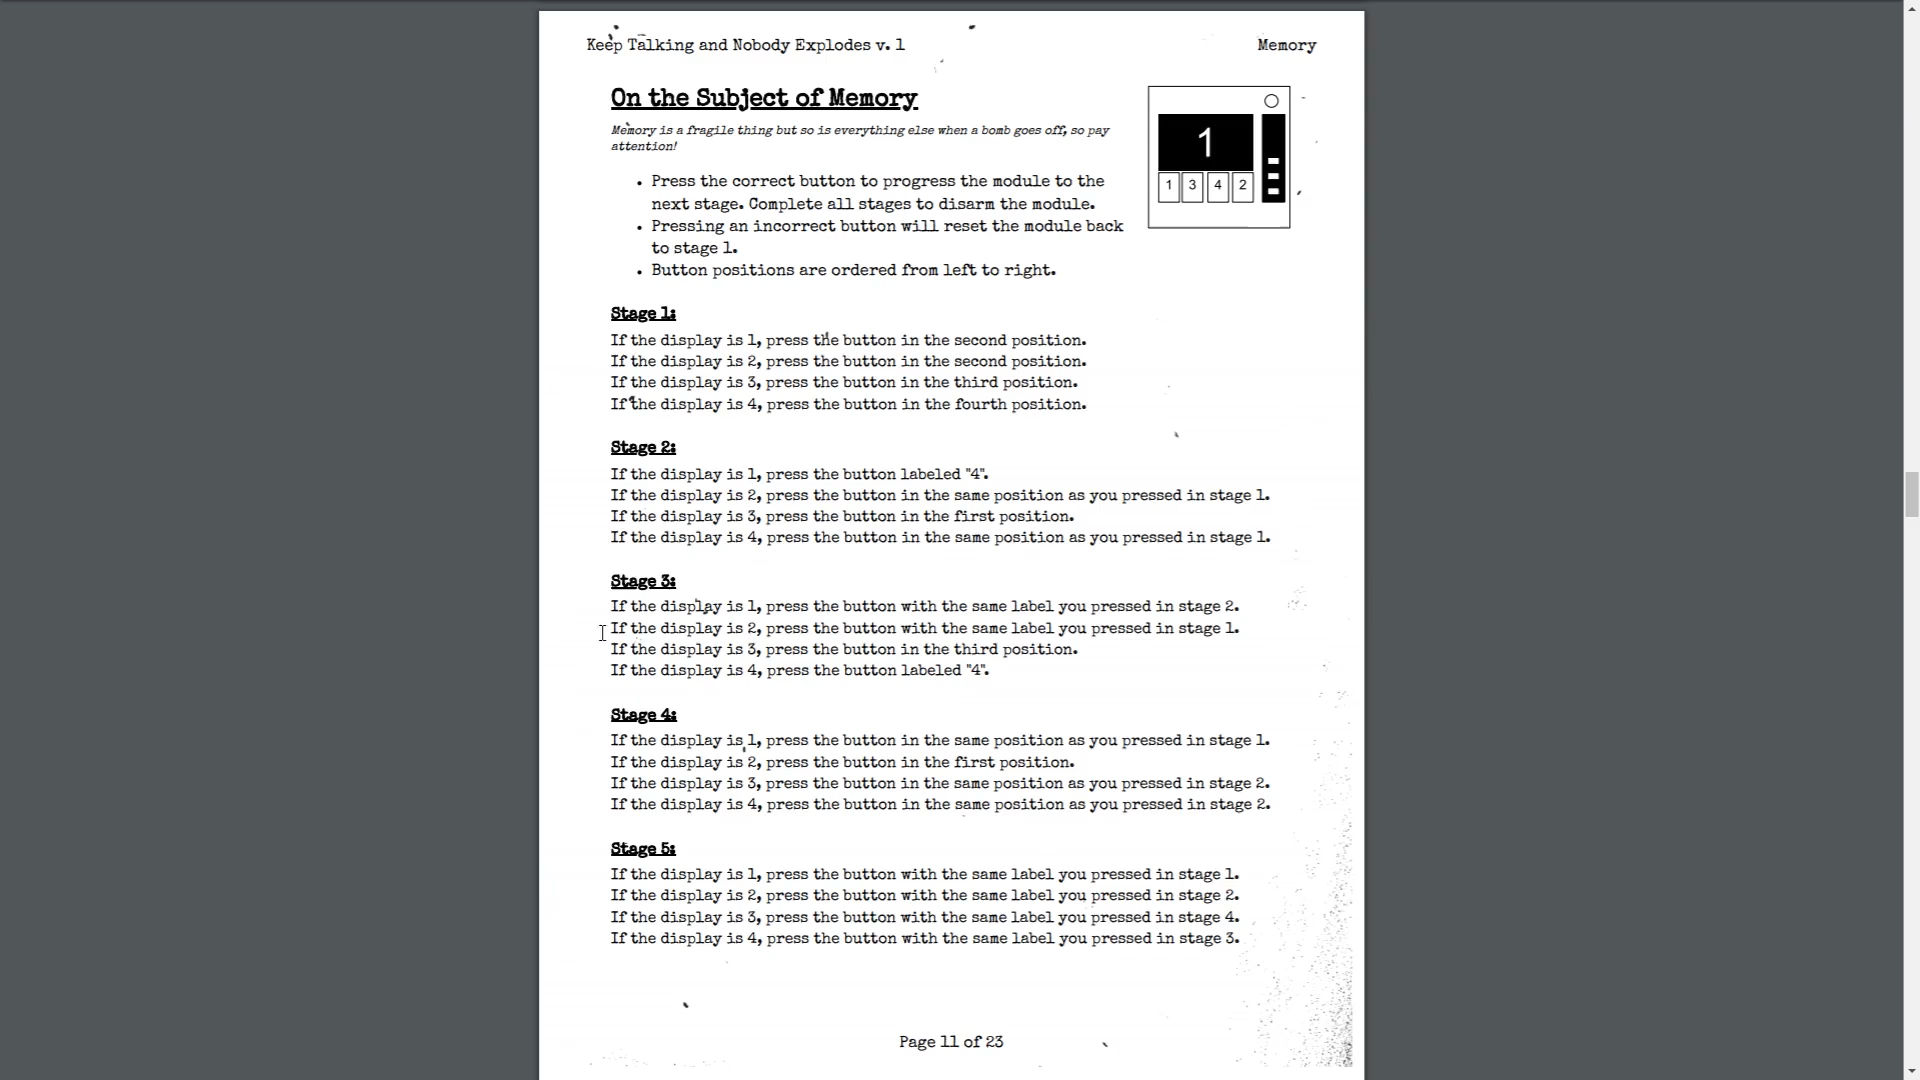 Keep Talking and Nobody Explodes v. 1
Memory
On the Subject of Memory
Memory is a fragile thing but so is everything else when a bomb goes off, so pay
attention!
1
1 3 4 2
• Press the correct button to progress the module to the
next stage. Complete all stages to disarm the module.
• Pressing an incorrect button will reset the module back
to stage 1.
• Button positions are ordered from left to right.
Stage 1:
If the display is 1, press the button in the second position.
If the display is 2, press the button in the second position.
If the display is 3, press the button in the third position.
If the display is 4, press the button in the fourth position.
Stage 2:
If the display is 1, press the button labeled "4".
If the display is 2, press the button in the same position as you pressed in stage 1.
If the display is 3, press the button in the first position.
If the display is 4, press the button in the same position as you pressed in stage 1.
Stage 3:
If the display is 1, press the button with the same label you pressed in stage 2.
If the display is 2, press the button with the same label you pressed in stage 1.
If the display is 3, press the button in the third position.
If the display is 4, press the button labeled "4".
Stage 4:
If the display is 1, press the button in the same position as you pressed in stage 1.
If the display is 2, press the button in the first position.
If the display is 3, press the button in the same position as you pressed in stage 2.
If the display is 4, press the button in the same position as you pressed in stage 2.
Stage 5:
If the display is 1, press the button with the same label you pressed in stage 1.
If the display is 2, press the button with the same label you pressed in stage 2.
If the display is 3, press the button with the same label you pressed in stage 4.
If the display is 4, press the button with the same label you pressed in stage 3.
Page 11 of 23